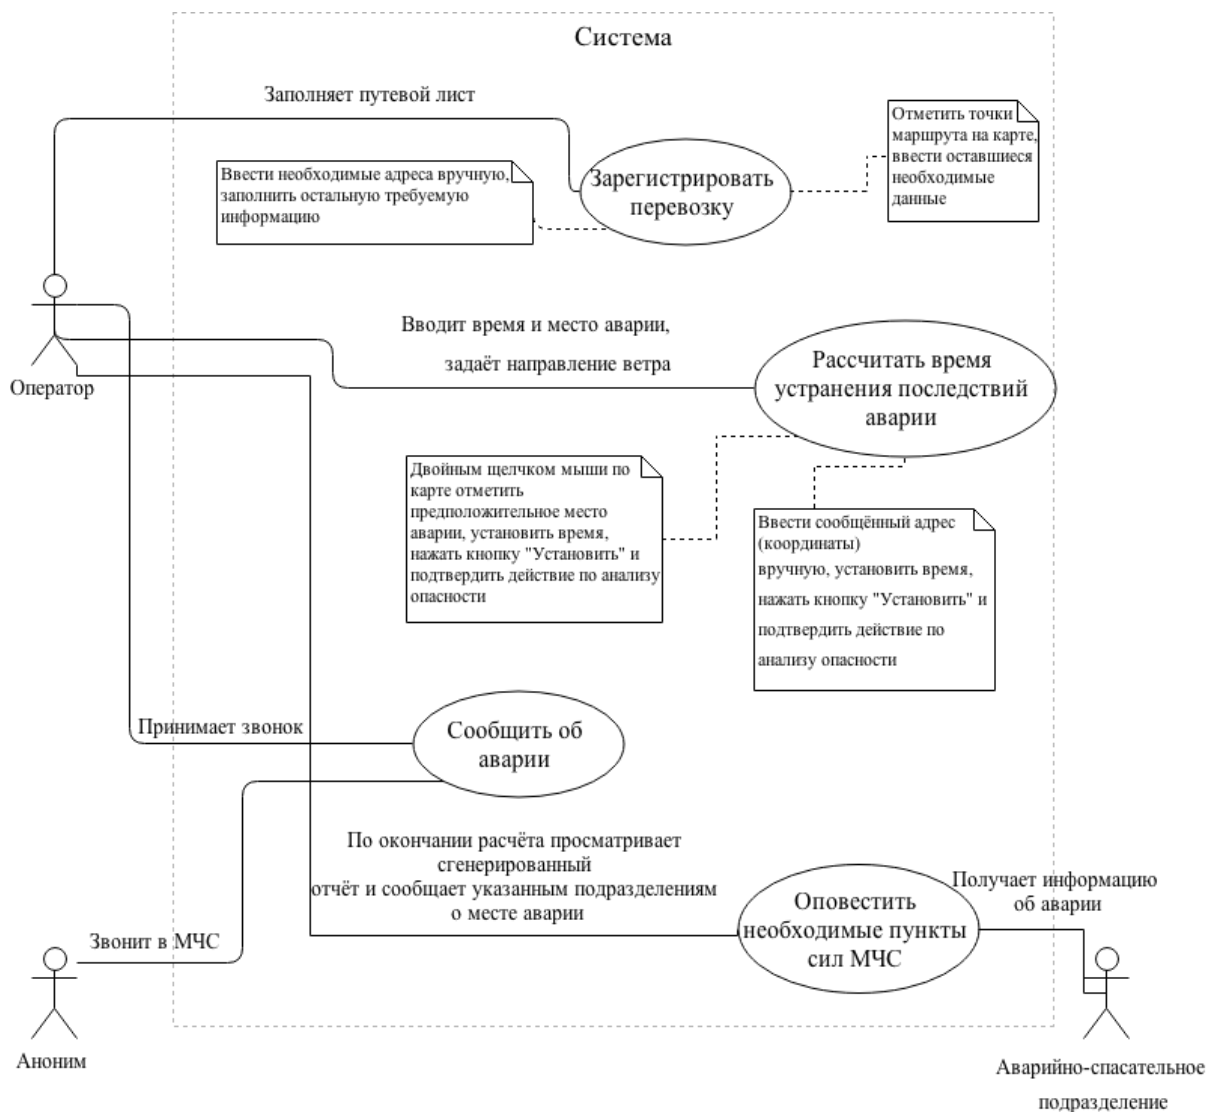 Система
Заполняет путевой лист
Отметить точки
маршрута на карте,
ввести оставшиеся
необходимые
данные
Ввести необходимые адреса вручную,
заполнить остальную требуемую
информацию
Зарегистрировать
перевозку
Оператор
Вводит время и место аварии,
задаёт направление ветра
Рассчитать время
устранения последствий
аварии
Двойным щелчком мыши по
карте отметить
предположительное место
аварии, установить время,
нажать кнопку "Установить" и
подтвердить действие по анализу
опасности
Ввести сообщённый адрес
(координаты)
вручную, установить время,
нажать кнопку "Установить" и
подтвердить действие по
анализу опасности
Принимает звонок
Сообщить об
аварии
По окончании расчёта просматривает
сгенерированный
отчёт и сообщает указанным подразделениям
о месте аварии
Оповестить
необходимые пункты
сил МЧС
Получает информацию
об аварии
Звонит в МЧС
Аноним
Аварийно-спасательное
подразделение